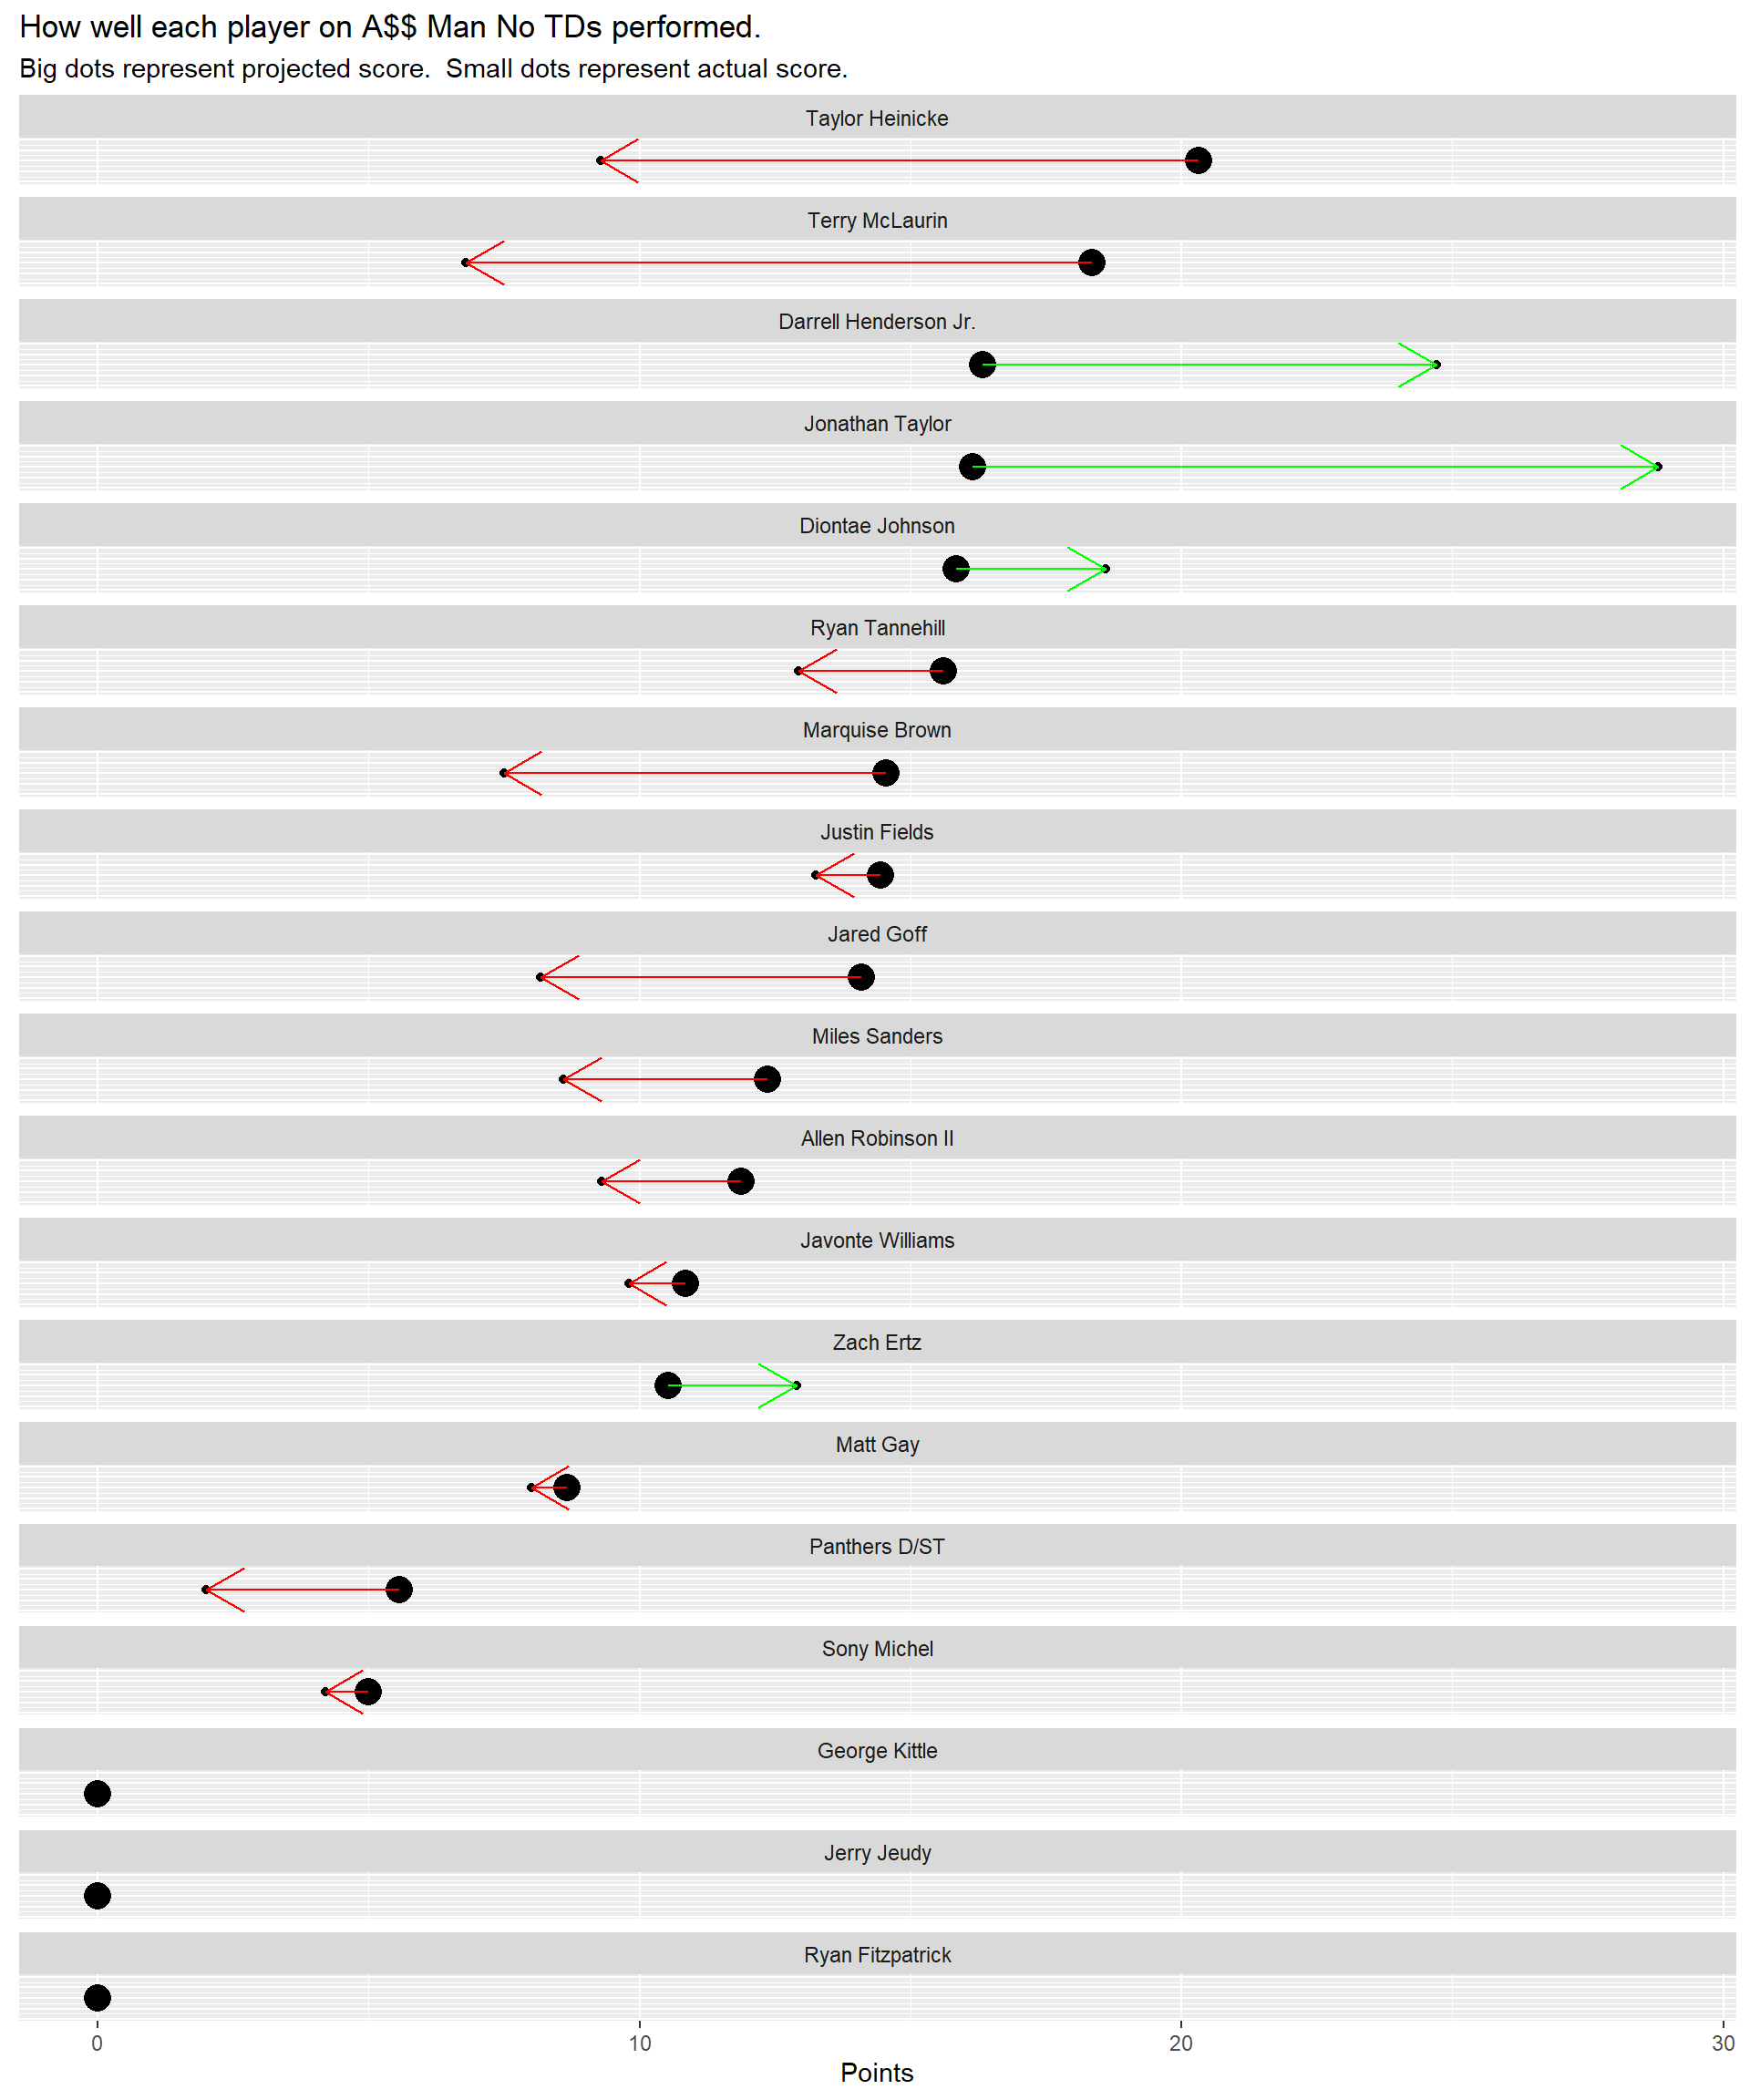 How well each player on A$$ Man No TDs performed.
Big dots represent projected score.  Small dots represent actual score.
Taylor Heinicke
Terry McLaurin
Darrell Henderson Jr.
Jonathan Taylor
Diontae Johnson
Ryan Tannehill
Marquise Brown
Justin Fields
Jared Goff
Miles Sanders
Allen Robinson II
Javonte Williams
Zach Ertz
Matt Gay
Panthers D/ST
Sony Michel
George Kittle
Jerry Jeudy
Ryan Fitzpatrick
0 10 20 30
Points